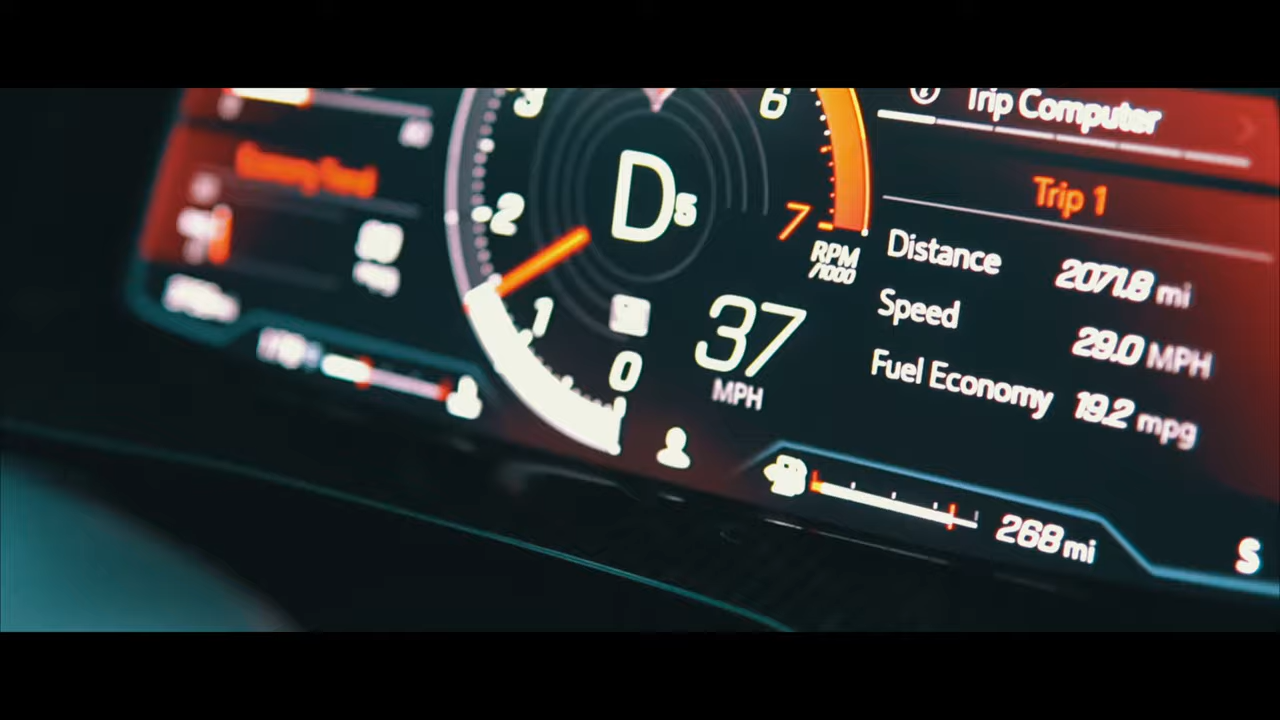 Trip Computer
3
6
D5
Trip 1
2
7
RPM
/1000
Distance 2071.8 mi
1
37
MPH
Speed 29.0 MPH
0
Fuel Economy 19.2 mpg
268 mi
S